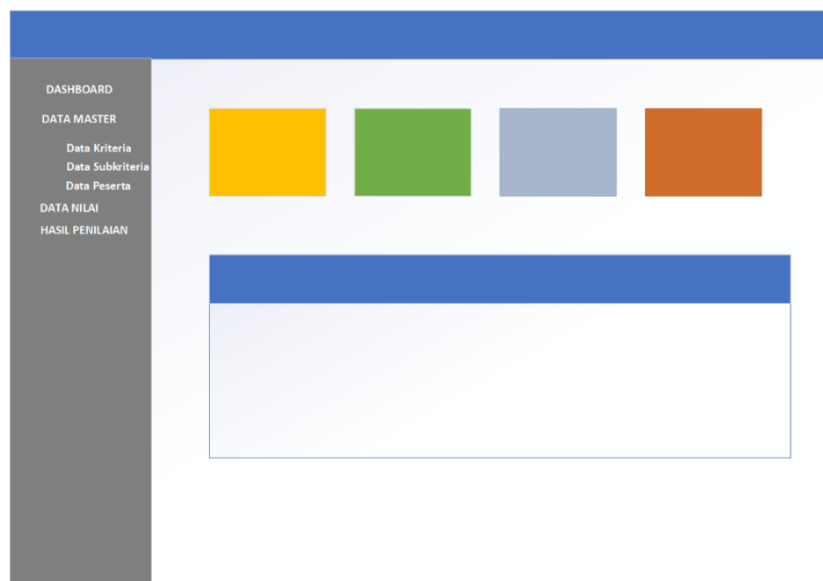 DASHBOARD
DATA MASTER
Data Kriteria
Data Subkriteria
Data Peserta
DATA NILAI
HASIL PENILAIAN